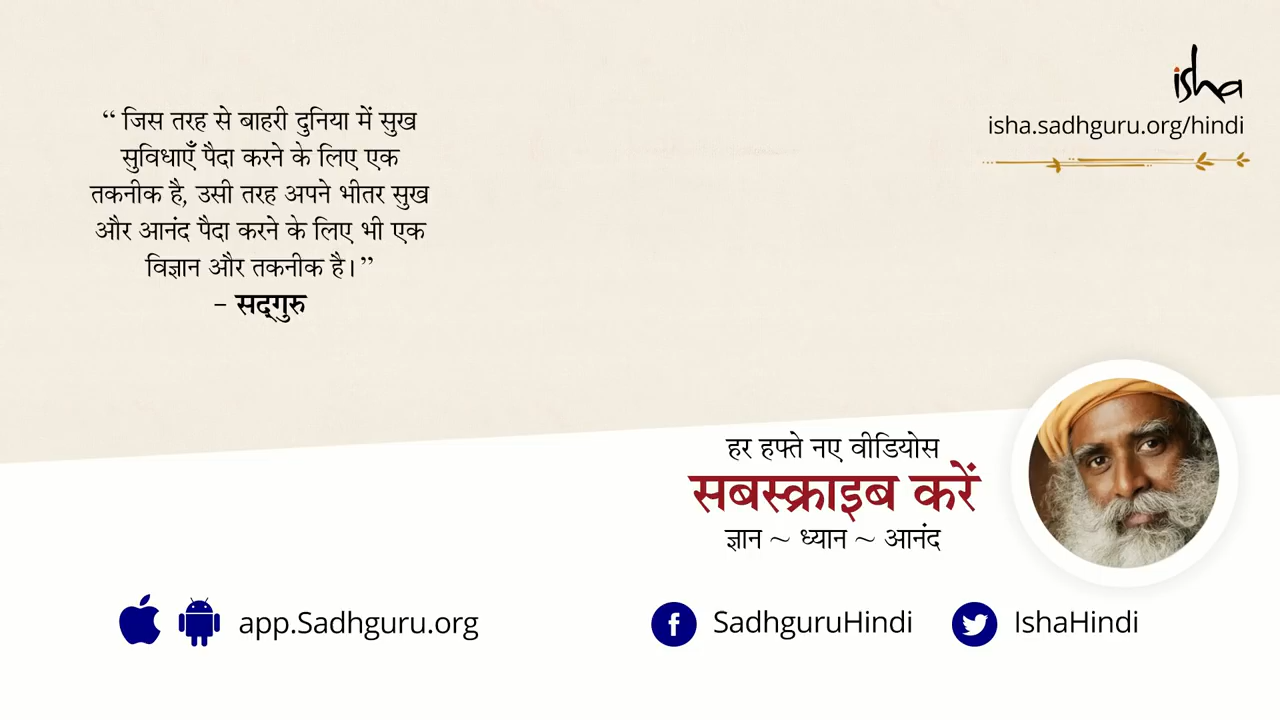 “ जिस तरह से बाहरी दुनिया में सुख
सुविधाएँ पैदा करने के लिए एक
तकनीक है, उसी तरह अपने भीतर सुख
और आनंद पैदा करने के लिए भी एक
विज्ञान और तकनीक है। ”
– सद्गुरु
isha
isha.sadhguru.org/hindi
हर हफ्ते नए वीडियोस
सबस्क्राइब करें
ज्ञान ~ ध्यान ~ आनंद
app.Sadhguru.org
SadhguruHindi
IshaHindi